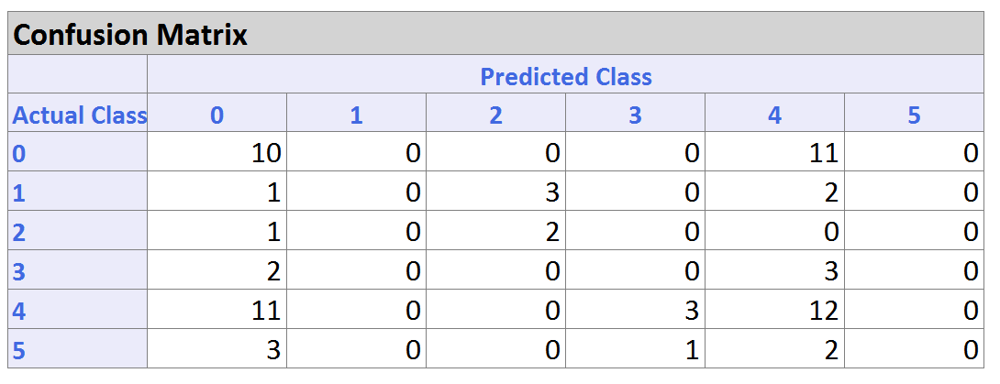 Confusion Matrix
Predicted Class
Actual Class 0 1 2 3 4 5
0 10 0 0 0 11 0
1 1 0 3 0 2 0
2 1 0 2 0 0 0
3 2 0 0 0 3 0
4 11 0 0 3 12 0
5 3 0 0 1 2 0